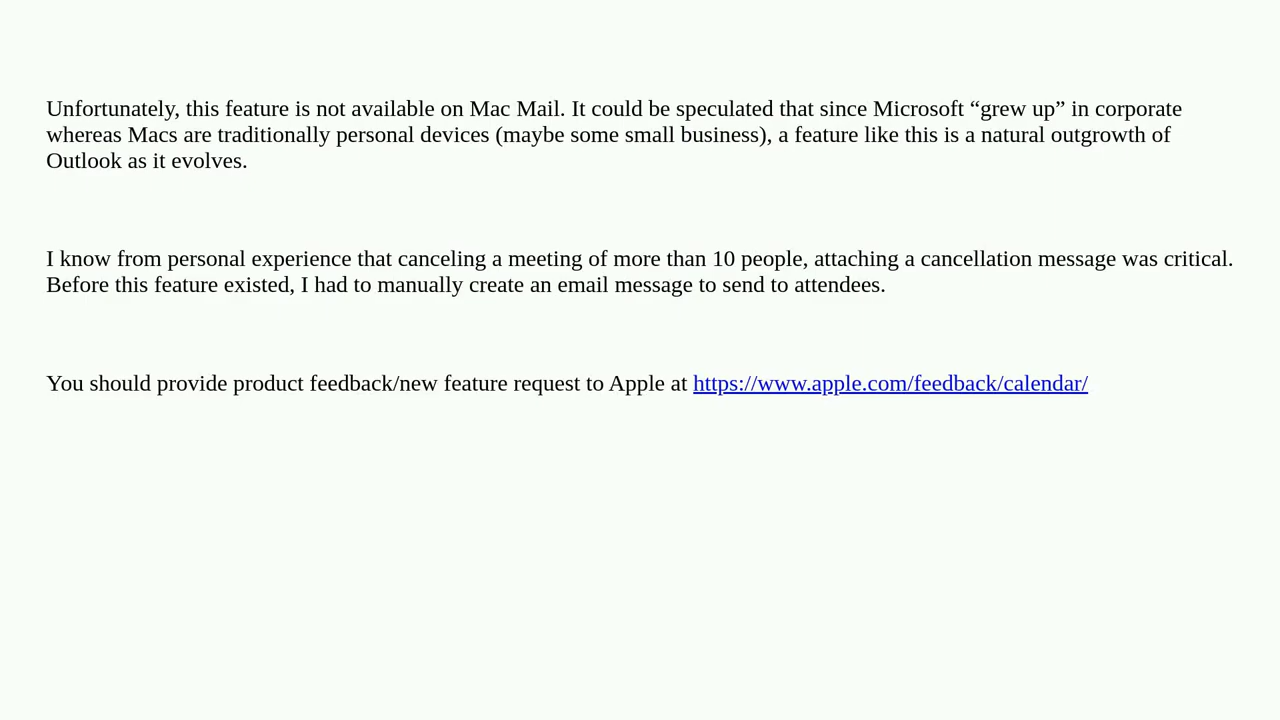 Unfortunately, this feature is not available on Mac Mail. It could be speculated that since Microsoft “grew up” in corporate
whereas Macs are traditionally personal devices (maybe some small business), a feature like this is a natural outgrowth of
Outlook as it evolves.
I know from personal experience that canceling a meeting of more than 10 people, attaching a cancellation message was critical.
Before this feature existed, I had to manually create an email message to send to attendees.
You should provide product feedback/new feature request to Apple at https://www.apple.com/feedback/calendar/